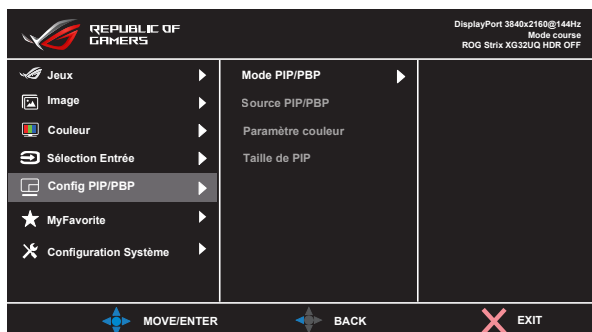 REPUBLIC OF
GAMERS
DisplayPort 3840x2160@144Hz
Mode course
ROG Strix XG32UQ HDR OFF
Jeux
Image
Couleur
Sélection Entrée
Config PIP/PBP
MyFavorite
Configuration Système
Mode PIP/PBP
Source PIP/PBP
Paramètre couleur
Taille de PIP
MOVE/ENTER
BACK
EXIT